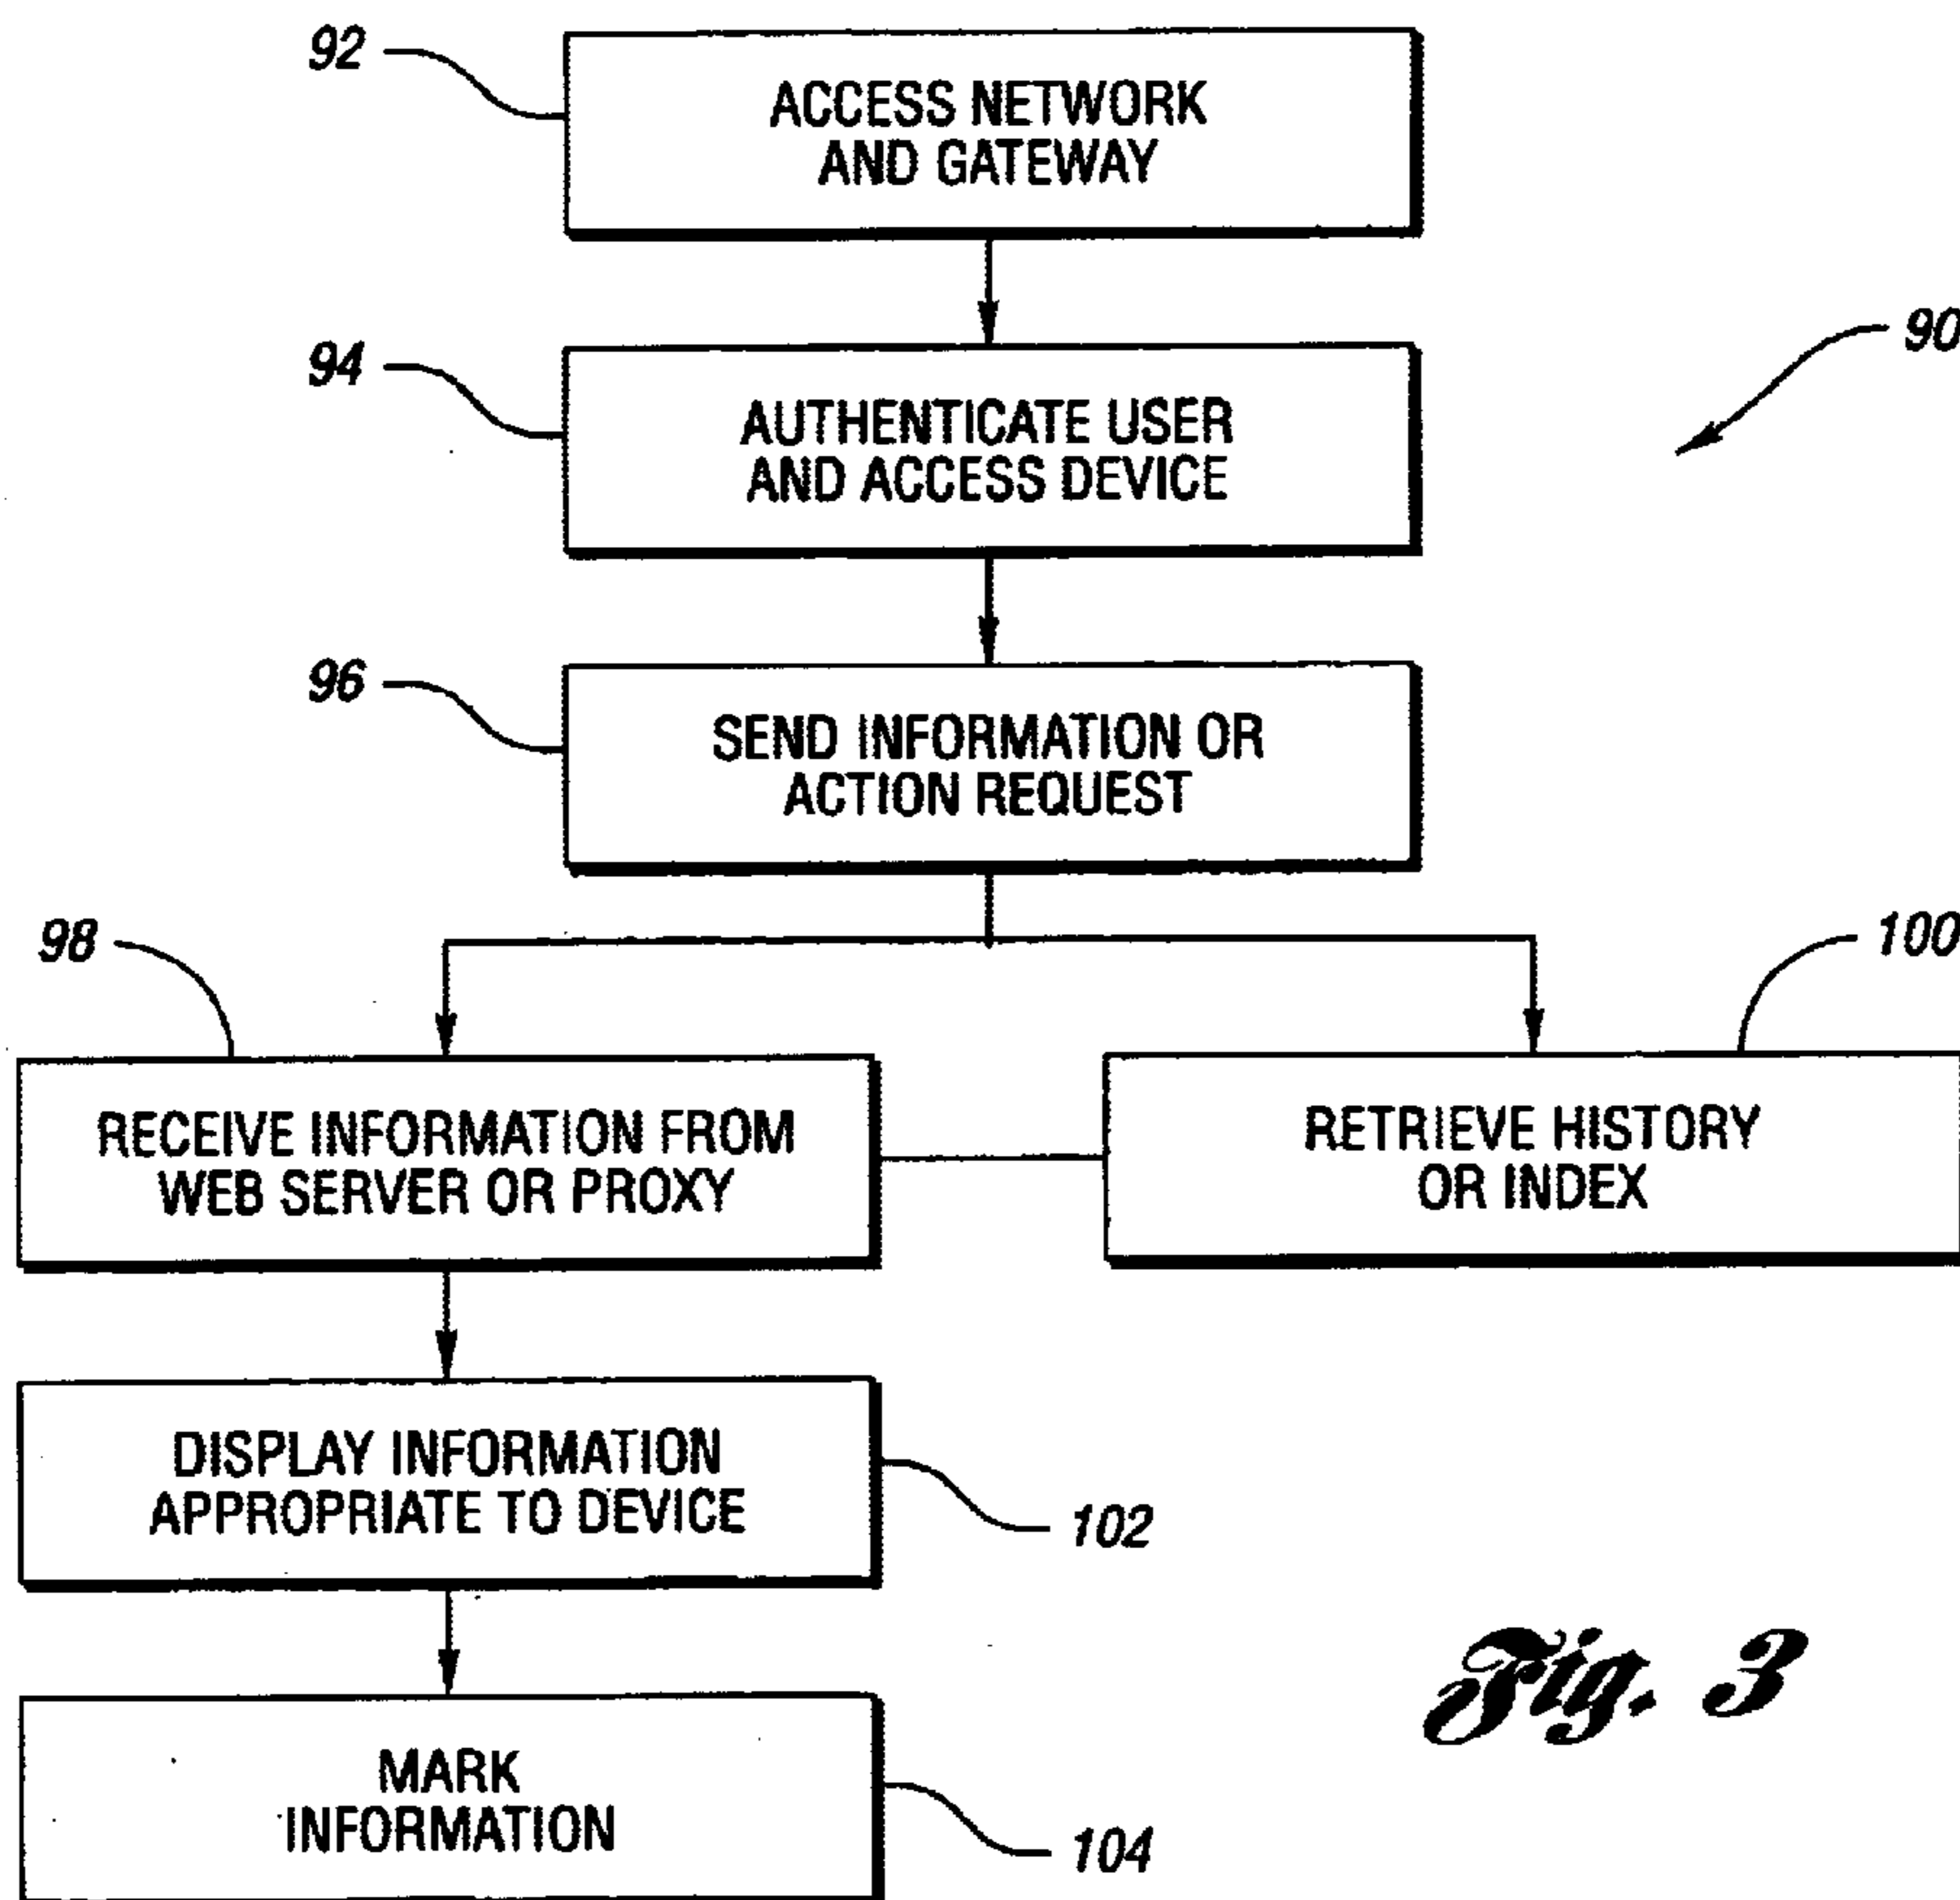 92
ACCESS NETWORK
AND GATEWAY
90
94
AUTHENTICATE USER
AND ACCESS DEVICE
96
SEND INFORMATION OR
ACTION REQUEST
98
100
RECEIVE INFORMATION FROM
WEB SERVER OR PROXY
RETRIEVE HISTORY
OR INDEX
DISPLAY INFORMATION
APPROPRIATE TO DEVICE
102
Fig. 3
MARK
INFORMATION
104